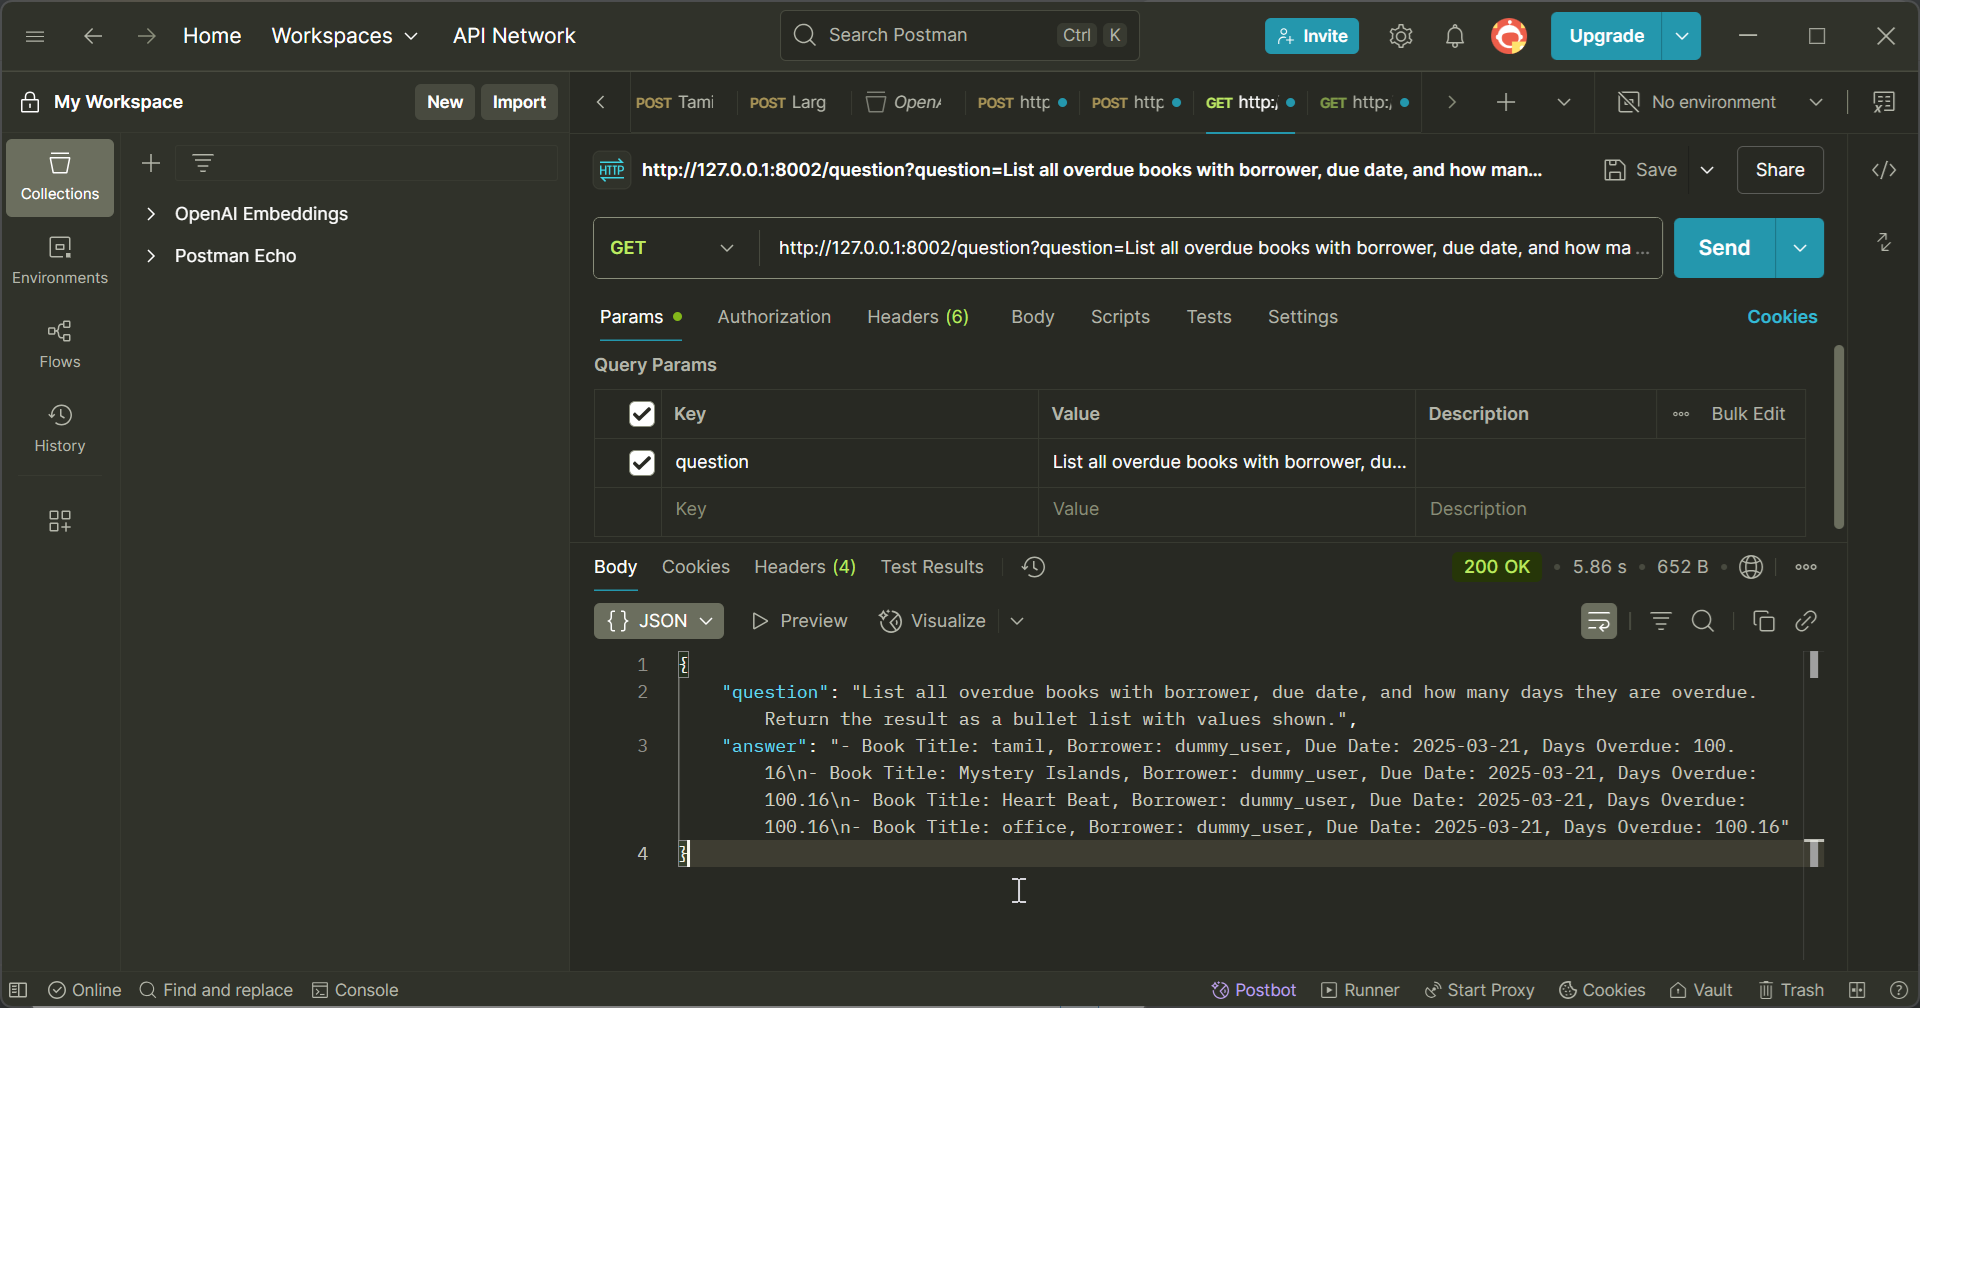 Home
Workspaces
API Network
Search Postman
Ctrl
K
Invite
Upgrade
My Workspace
New
Import
POST Tami
POST Larg
OpenA
POST http
POST http
GET http:/
GET http:/
No environment
Collections
Environments
Flows
History
OpenAI Embeddings
Postman Echo
HTTP
http://127.0.0.1:8002/question?question=List all overdue books with borrower, due date, and how man...
Save
Share
GET
http://127.0.0.1:8002/question?question=List all overdue books with borrower, due date, and how ma ...
Send
Params
Authorization
Headers (6)
Body
Scripts
Tests
Settings
Cookies
Query Params
Key
Value
Description
Bulk Edit
question
List all overdue books with borrower, du...
Key
Value
Description
Body
Cookies
Headers (4)
Test Results
200 OK
5.86 s
652 B
{} JSON
Preview
Visualize
1 {
2 "question": "List all overdue books with borrower, due date, and how many days they are overdue.
Return the result as a bullet list with values shown.",
3 "answer": "- Book Title: tamil, Borrower: dummy_user, Due Date: 2025-03-21, Days Overdue: 100.
16\n- Book Title: Mystery Islands, Borrower: dummy_user, Due Date: 2025-03-21, Days Overdue:
100.16\n- Book Title: Heart Beat, Borrower: dummy_user, Due Date: 2025-03-21, Days Overdue:
100.16\n- Book Title: office, Borrower: dummy_user, Due Date: 2025-03-21, Days Overdue: 100.16"
4 }
Online
Find and replace
Console
Postbot
Runner
Start Proxy
Cookies
Vault
Trash